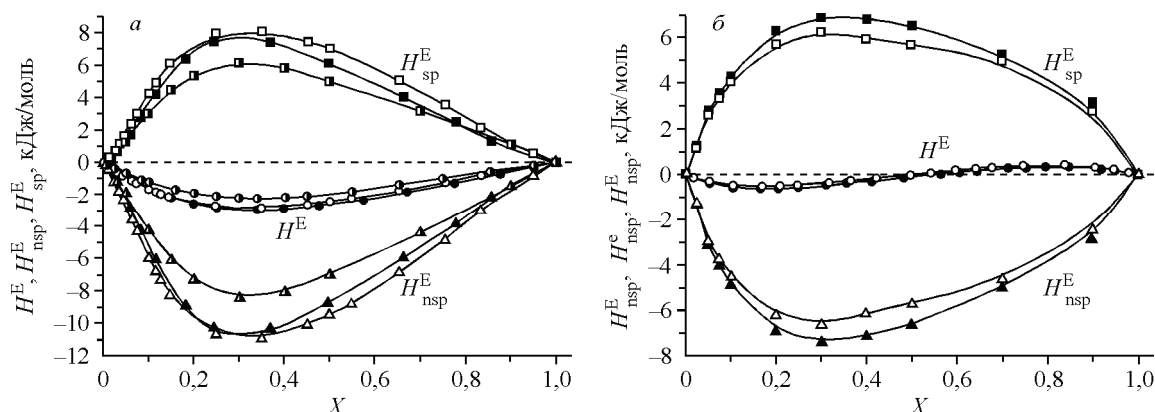 а
H^E, H^E_nsp, H^E_sp, кДж/моль
8
6
4
2
0
–2
–4
–6
–8
–10
–12
H^E_sp
H^E
H^E_nsp
0
0,2
0,4
0,6
0,8
1,0
X
б
H^E_nsp, H^e_nsp, H^E_nsp, кДж/моль
6
4
2
0
–2
–4
–6
–8
H^E_sp
H^E
H^E_nsp
0
0,2
0,4
0,6
0,8
1,0
X